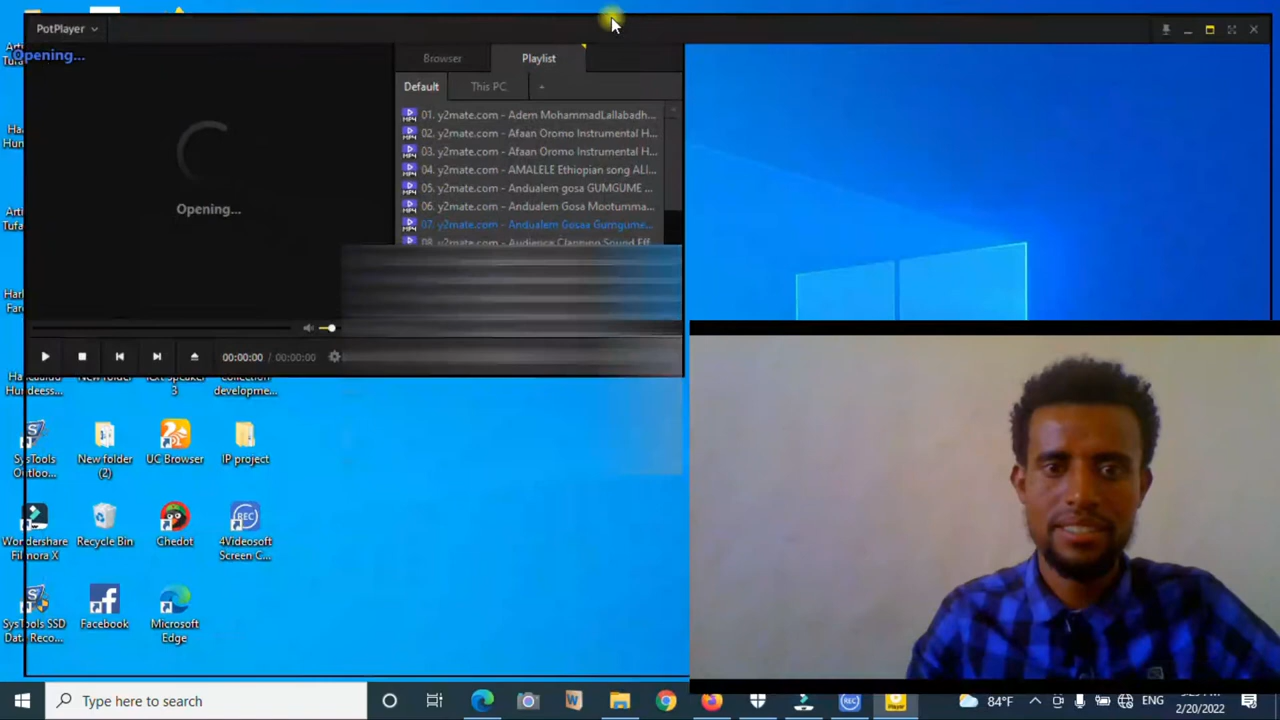 PotPlayer
Opening...
Browser
Playlist
Default
This PC
01. y2mate.com - Adem MohammadLallabadh...
02. y2mate.com - Afaan Oromo Instrumental H...
03. y2mate.com - Afaan Oromo Instrumental H...
04. y2mate.com - AMALELE Ethiopian song ALI...
05. y2mate.com - Andualem gosa GUMGUME ...
06. y2mate.com - Andualem Gosa Mootumma...
07. y2mate.com - Andualem Gosaa Gumgume...
08. y2mate.com - Audience Clapping Sound Eff
Opening...
00:00:00 / 00:00:00
Hundeess...
New folder
3
developme...
SysTools
Outloo...
New folder
(2)
UC Browser
IP project
Wondershare
Filmora X
Recycle Bin
Chedot
4Videosoft
Screen C...
SysTools SSD
Data Reco...
Facebook
Microsoft
Edge
Type here to search
84°F
ENG
2/20/2022